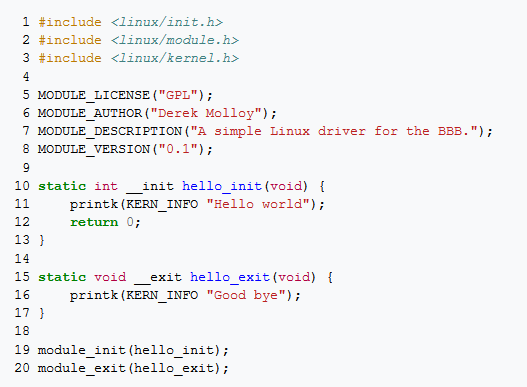 1 #include <linux/init.h>
2 #include <linux/module.h>
3 #include <linux/kernel.h>
4
5 MODULE_LICENSE("GPL");
6 MODULE_AUTHOR("Derek Molloy");
7 MODULE_DESCRIPTION("A simple Linux driver for the BBB.");
8 MODULE_VERSION("0.1");
9
10 static int __init hello_init(void) {
11     printk(KERN_INFO "Hello world");
12     return 0;
13 }
14
15 static void __exit hello_exit(void) {
16     printk(KERN_INFO "Good bye");
17 }
18
19 module_init(hello_init);
20 module_exit(hello_exit);